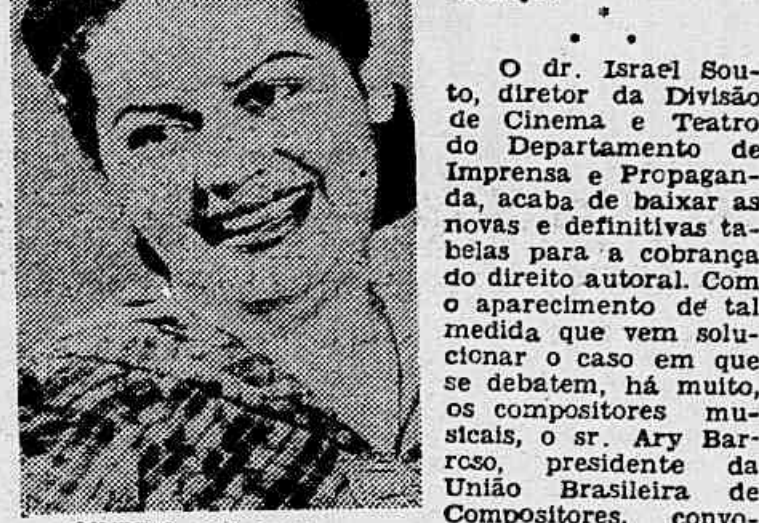 O dr. Israel Sou-
to, diretor da Divisão
de Cinema e Teatro
do Departamento de
Imprensa e Propagan-
da, acaba de baixar as
novas e definitivas ta-
belas para a cobrança
do direito autoral. Com
o aparecimento de tal
medida que vem solu-
cionar o caso em que
se debatem, há muito,
os compositores mu-
sicais, o sr. Ary Bar-
roso, presidente da
União Brasileira de
Compositores, convo-